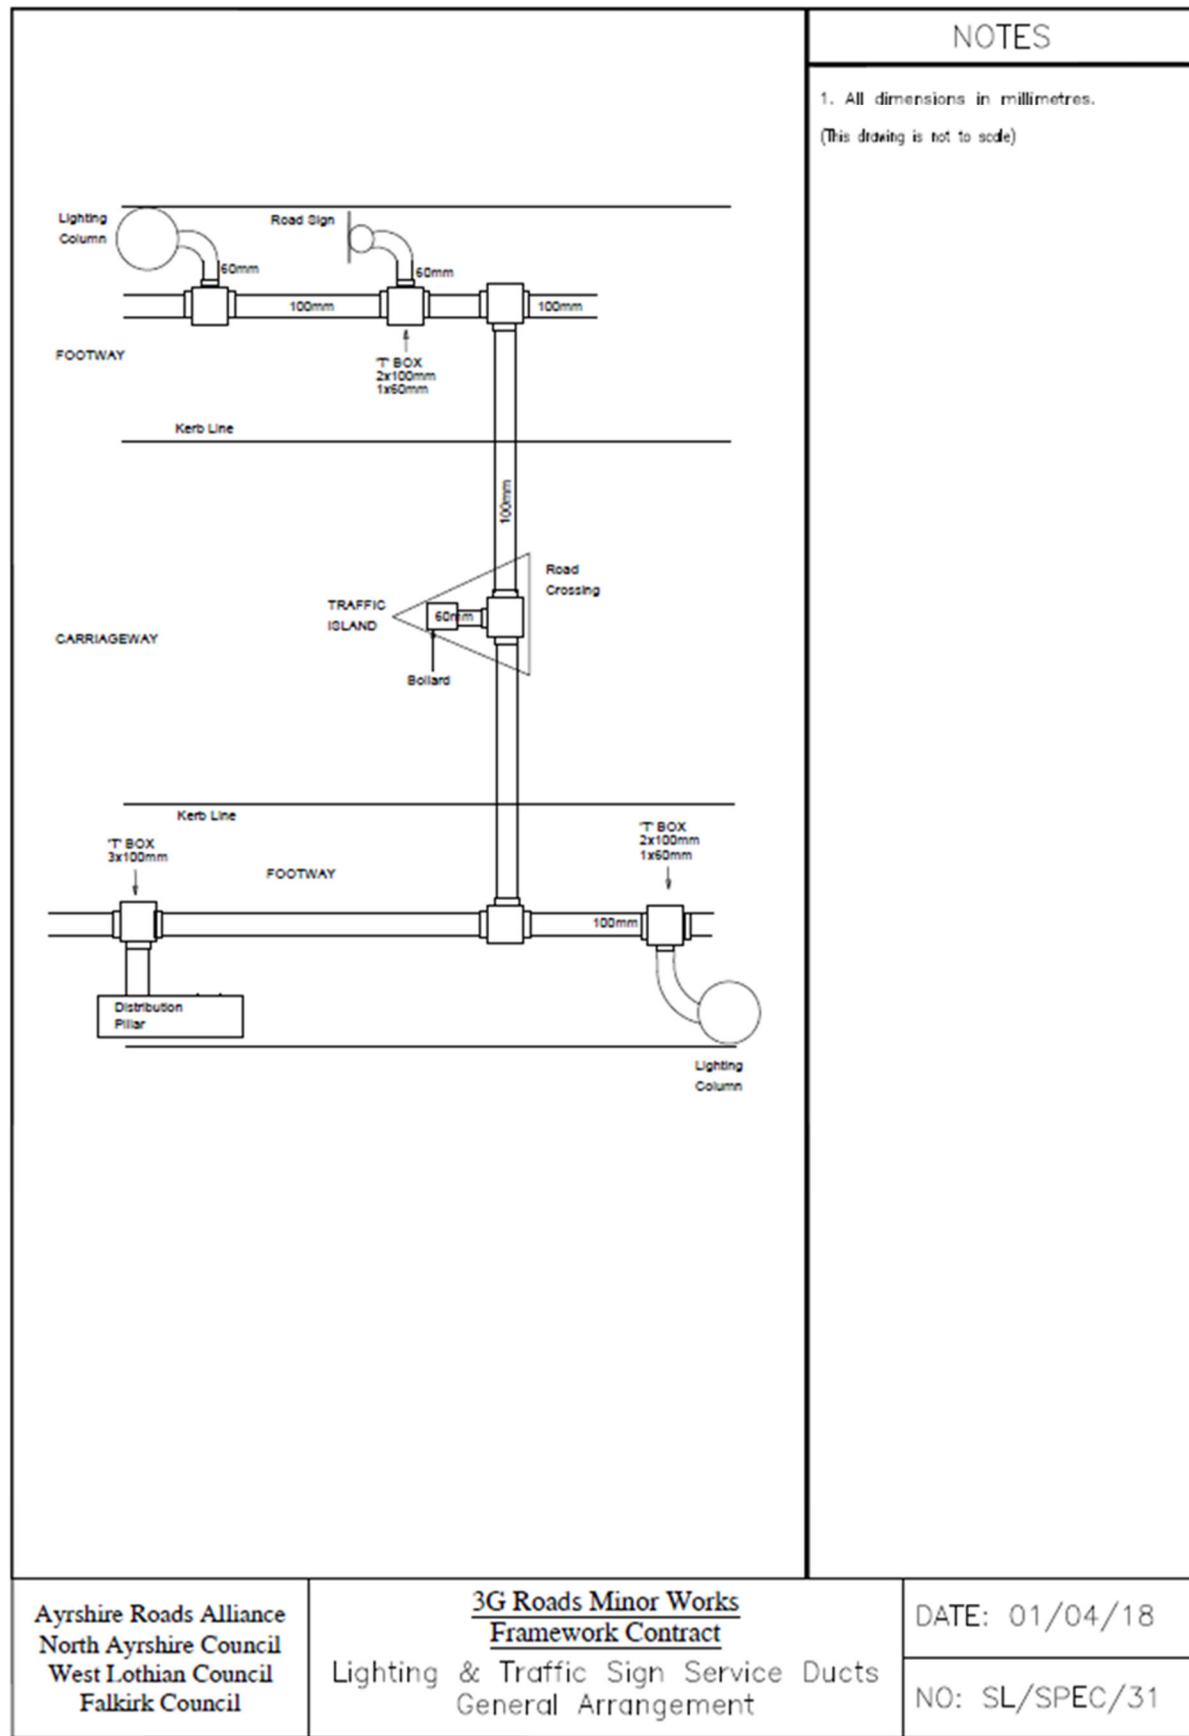 NOTES
1. All dimensions in millimetres.
(This drawing is not to scale)
Lighting
Column
Road Sign
60mm
60mm
100mm
100mm
FOOTWAY
'T' BOX
2x100mm
1x60mm
Kerb Line
100mm
Road
Crossing
TRAFFIC
ISLAND
60mm
CARRIAGEWAY
Bollard
Kerb Line
'T' BOX
3x100mm
'T' BOX
2x100mm
1x60mm
FOOTWAY
100mm
Distribution
Pillar
Lighting
Column
Ayrshire Roads Alliance
North Ayrshire Council
West Lothian Council
Falkirk Council
3G Roads Minor Works
Framework Contract
Lighting & Traffic Sign Service Ducts
General Arrangement
DATE: 01/04/18
NO: SL/SPEC/31